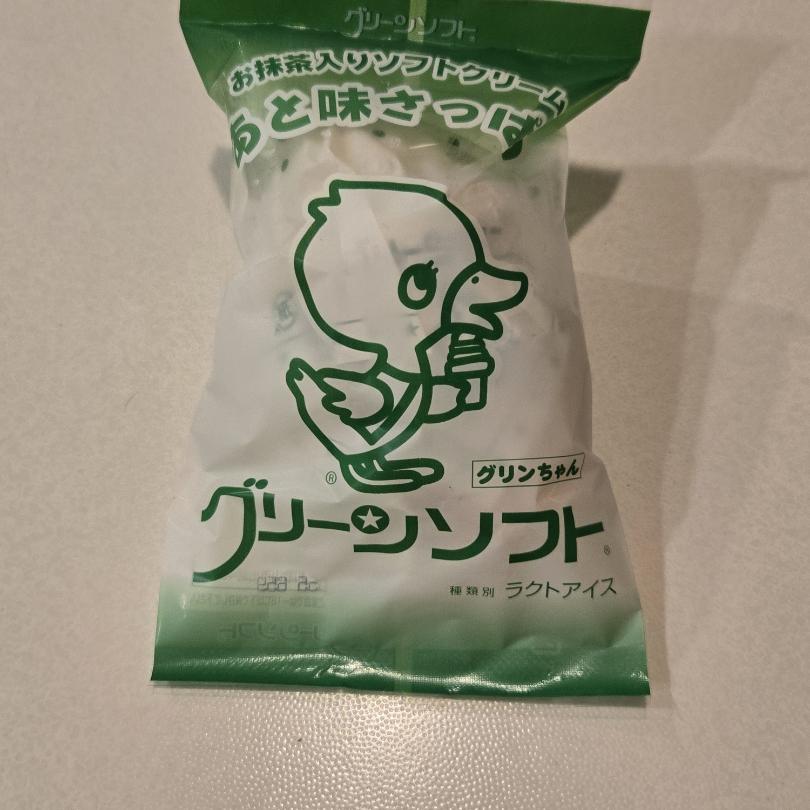 グリーンソフト
お抹茶入りソフトクリーム
あと味さっぱ
®
グリンちゃん
グリーンソフト®
種類別 ラクトアイス